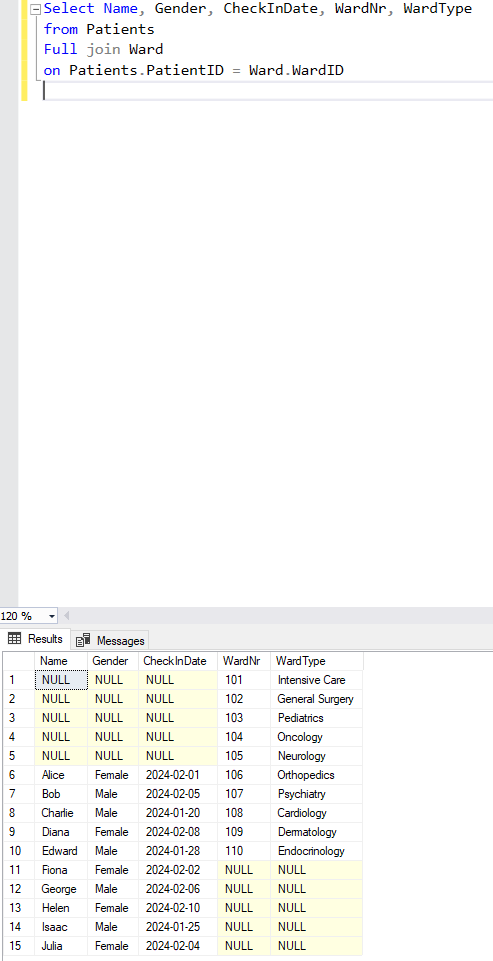 Select Name, Gender, CheckInDate, WardNr, WardType
from Patients
Full join Ward
on Patients.PatientID = Ward.WardID
120 %
Results Messages
Name Gender CheckInDate WardNr WardType
1 NULL NULL NULL 101 Intensive Care
2 NULL NULL NULL 102 General Surgery
3 NULL NULL NULL 103 Pediatrics
4 NULL NULL NULL 104 Oncology
5 NULL NULL NULL 105 Neurology
6 Alice Female 2024-02-01 106 Orthopedics
7 Bob Male 2024-02-05 107 Psychiatry
8 Charlie Male 2024-01-20 108 Cardiology
9 Diana Female 2024-02-08 109 Dermatology
10 Edward Male 2024-01-28 110 Endocrinology
11 Fiona Female 2024-02-02 NULL NULL
12 George Male 2024-02-06 NULL NULL
13 Helen Female 2024-02-10 NULL NULL
14 Isaac Male 2024-01-25 NULL NULL
15 Julia Female 2024-02-04 NULL NULL